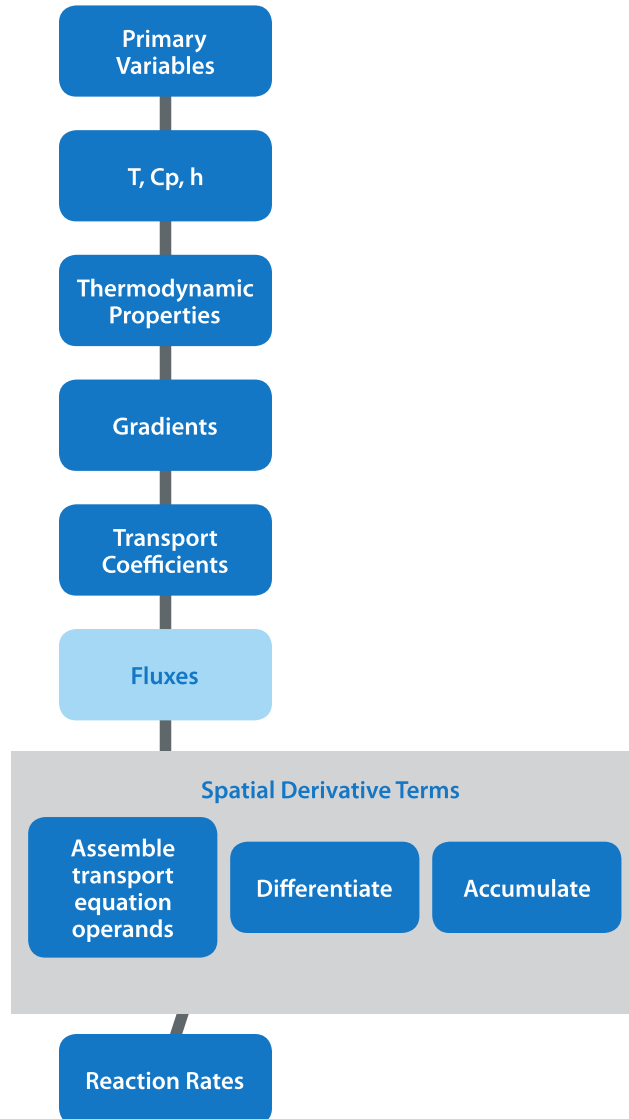 Primary
Variables
T, Cp, h
Thermodynamic
Properties
Gradients
Transport
Coefficients
Fluxes
Spatial Derivative Terms
Assemble
transport
equation
operands
Differentiate
Accumulate
Reaction Rates